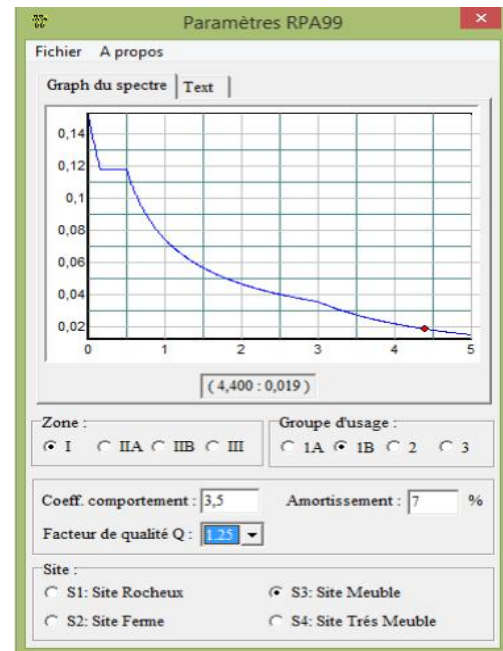 Paramètres RPA99
Fichier A propos
Graph du spectre Text
0,14
0,12
0,1
0,08
0,06
0,04
0,02
0 1 2 3 4 5
( 4,400 : 0,019 )
Zone : Groupe d'usage :
I IIA IIB III 1A 1B 2 3
Coeff. comportement : 3,5 Amortissement : 7 %
Facteur de qualité Q : 1.25
Site :
S1: Site Rocheux S3: Site Meuble
S2: Site Ferme S4: Site Trés Meuble